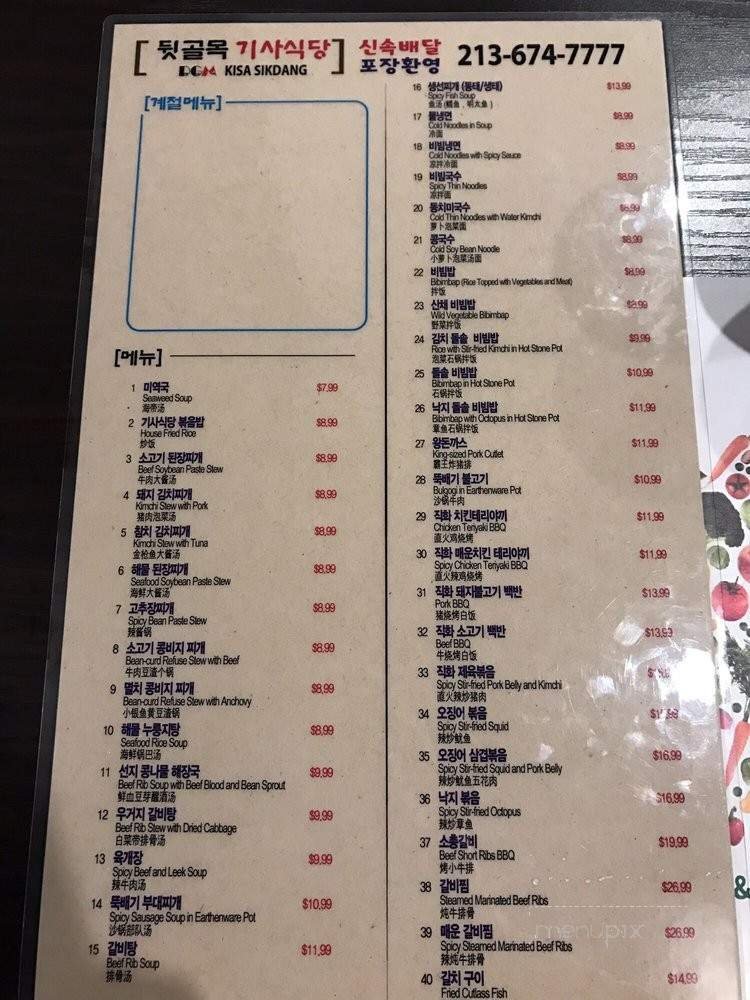 [ 뒷골목 기사식당 ] 신속배달 213-674-7777
RGM KISA SIKDANG 포장환영
[계절메뉴]
[메뉴]
1 미역국 $7.99
Seaweed Soup
海带汤
2 기사식당 볶음밥 $8.99
House Fried Rice
炒饭
3 소고기 된장찌개 $8.99
Beef Soybean Paste Stew
牛肉大酱汤
4 돼지 김치찌개 $8.99
Kimchi Stew with Pork
猪肉泡菜汤
5 참치 김치찌개 $8.99
Kimchi Stew with Tuna
金枪鱼大酱汤
6 해물 된장찌개 $8.99
Seafood Soybean Paste Stew
海鲜大酱汤
7 고추장찌개 $8.99
Spicy Bean Paste Stew
辣酱锅
8 소고기 콩비지 찌개 $8.99
Bean-curd Refuse Stew with Beef
牛肉豆渣个锅
9 멸치 콩비지 찌개 $8.99
Bean-curd Refuse Stew with Anchovy
小银鱼黄豆渣锅
10 해물 누룽지탕 $8.99
Seafood Rice Soup
海鲜锅巴汤
11 선지 콩나물 해장국 $9.99
Beef Rib Soup with Beef Blood and Bean Sprout
鲜血豆芽醒酒汤
12 우거지 갈비탕 $9.99
Beef Rib Stew with Dried Cabbage
白菜帝排骨汤
13 육개장 $9.99
Spicy Beef and Leek Soup
辣牛肉汤
14 뚝배기 부대찌개 $10.99
Spicy Sausage Soup in Earthenware Pot
沙锅部队汤
15 갈비탕 $11.99
Beef Rib Soup
排骨汤
16 생선찌개 (동태/생태) $13.99
Spicy Fish Soup
鱼汤 (鳕鱼 , 明太鱼 )
17 물냉면 $8.99
Cold Noodles in Soup
冷面
18 비빔냉면 $8.99
Cold Noodles with Spicy Sauce
凉拌冷面
19 비빔국수 $8.99
Spicy Thin Noodles
凉拌面
20 동치미국수 $8.99
Cold Thin Noodles with Water Kimchi
萝卜泡菜面
21 콩국수 $8.99
Cold Soy Bean Noodle
小萝卜泡菜汤面
22 비빔밥 $8.99
Bibimbap (Rice Topped with Vegetables and Meat)
拌饭
23 산채 비빔밥
Wild Vegetable Bibimbap
野菜拌饭
24 김치 돌솥 비빔밥 $9.99
Rice with Stir-fried Kimchi in Hot Stone Pot
泡菜石锅拌饭
25 돌솥 비빔밥 $10.99
Bibimbap in Hot Stone Pot
石锅拌饭
26 낙지 돌솥 비빔밥 $11.99
Bibimbap with Octopus in Hot Stone Pot
章鱼石锅拌饭
27 왕돈까스 $11.99
King-sized Pork Cutlet
霸王炸猪排
28 뚝배기 불고기 $10.99
Bulgogi in Earthenware Pot
沙锅牛肉
29 직화 치킨테리야끼 $11.99
Chicken Teriyaki BBQ
直火鸡烧烤
30 직화 매운치킨 테리야끼 $11.99
Spicy Chicken Teriyaki BBQ
直火辣鸡烧烤
31 직화 돼지불고기 백반 $13.99
Pork BBQ
猪烧烤白饭
32 직화 소고기 백반 $13.99
Beef BBQ
牛烧烤白饭
33 직화 제육볶음
Spicy Stir-fried Pork Belly and Kimchi
直火辣炒猪肉
34 오징어 볶음
Spicy Stir-fried Squid
辣炒鱿鱼
35 오징어 삼겹볶음 $16.99
Spicy Stir-fried Squid and Pork Belly
辣炒鱿鱼五花肉
36 낙지 볶음 $16.99
Spicy Stir-fried Octopus
辣炒章鱼
37 소춍갈비 $19.99
Beef Short Ribs BBQ
烤小牛排
38 갈비찜 $26.99
Steamed Marinated Beef Ribs
炖牛排骨
39 매운 갈비찜 $26.99
Spicy Steamed Marinated Beef Ribs
辣炖牛排骨
40 갈치 구이 $14.99
Fried Cutlass Fish
&
menupix